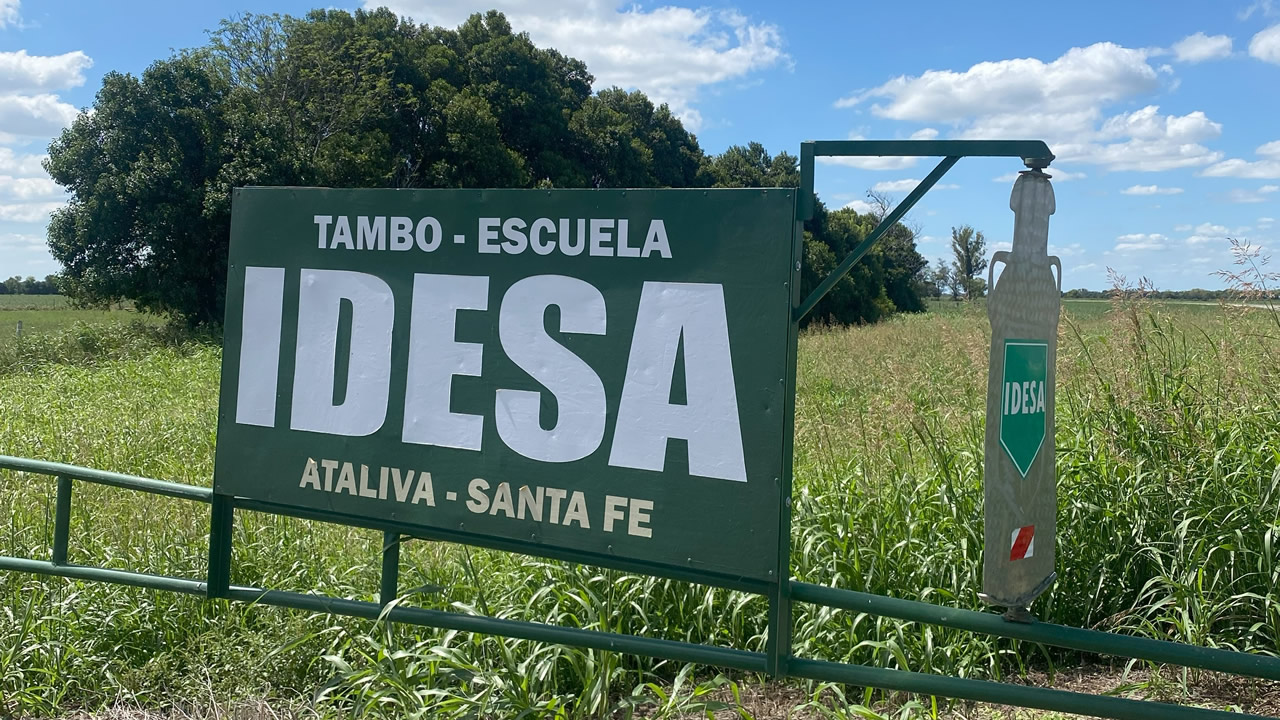 TAMBO - ESCUELA
IDESA
ATALIVA - SANTA FE
IDESA